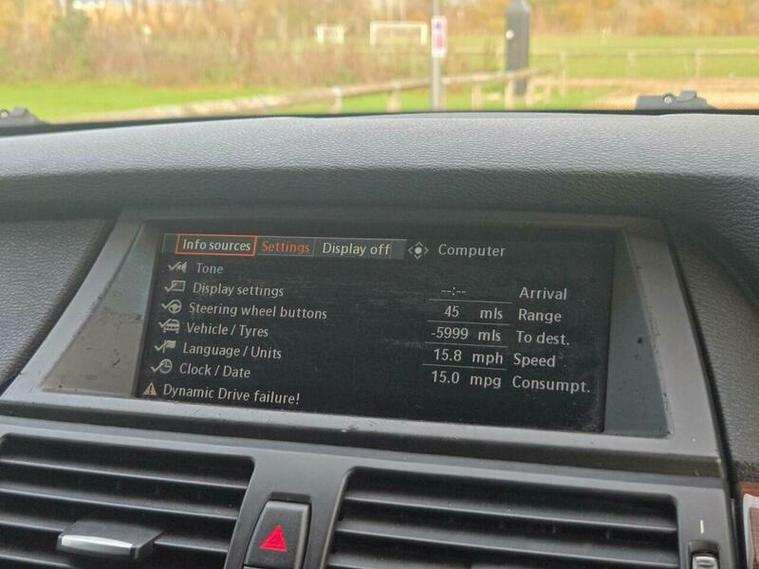 Info sources Settings Display off Computer
Tone
Display settings
Steering wheel buttons
Vehicle / Tyres
Language / Units
Clock / Date
Dynamic Drive failure!
--:-- Arrival
45 mls Range
-5999 mls To dest.
15.8 mph Speed
15.0 mpg Consumpt.